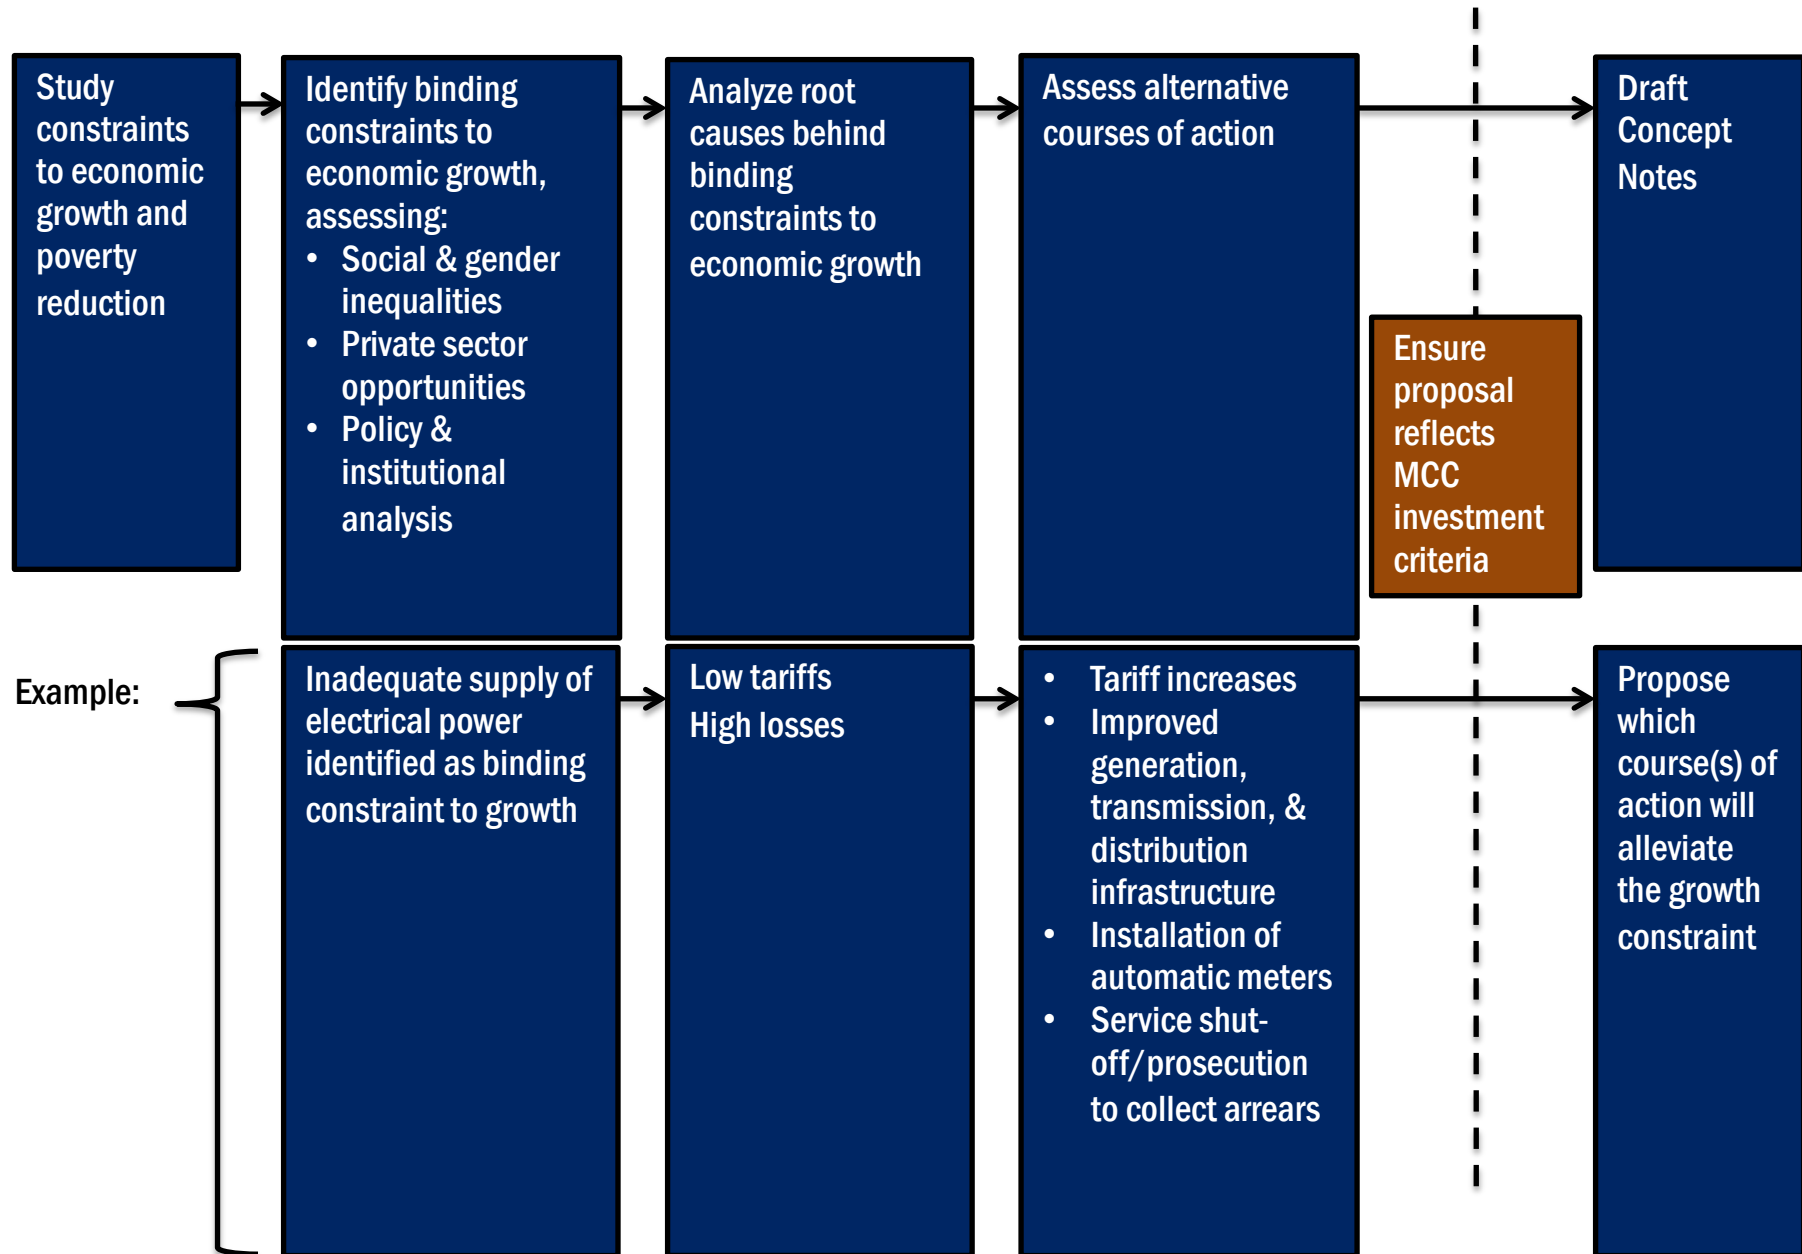 Study
constraints
to economic
growth and
poverty
reduction
Identify binding
constraints to
economic growth,
assessing:
• Social & gender
inequalities
• Private sector
opportunities
• Policy &
institutional
analysis
Analyze root
causes behind
binding
constraints to
economic growth
Assess alternative
courses of action
Ensure
proposal
reflects
MCC
investment
criteria
Draft
Concept
Notes
Example:
Inadequate supply of
electrical power
identified as binding
constraint to growth
Low tariffs
High losses
• Tariff increases
• Improved
generation,
transmission, &
distribution
infrastructure
• Installation of
automatic meters
• Service shut-
off/prosecution
to collect arrears
Propose
which
course(s) of
action will
alleviate
the growth
constraint